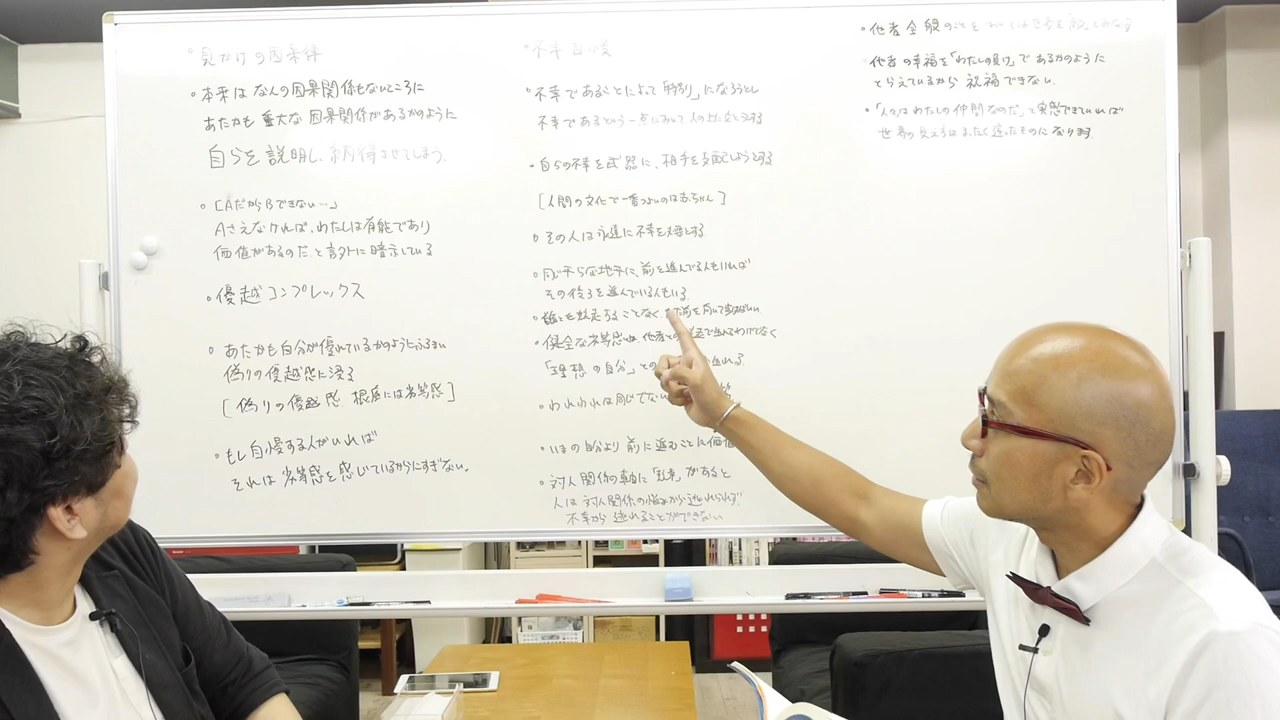 見かけの因果律
・本来はなんの因果関係もないところに
あたかも重大な因果関係があるかのように
自らを説明し、納得させてしまう。
・「AだからBできない…」
Aさえなければ、わたしは有能であり
価値があるのだ、と言外に暗示している
・優越コンプレックス
・あたかも自分が優れているかのようにふるまい
偽りの優越感に浸る
[偽りの優越感 根底には劣等感]
・もし自慢する人がいれば
それは劣等感を感じているからにすぎない。
不幸自慢
・不幸であることによって「特別」になろうとし
不幸であるという一点において人の上に立とうとする
・自らの不幸を武器に、相手を支配しようとする
[人間の文化で一番つよいのは赤ちゃん]
・その人は永遠に不幸を必要とする
・同じ平らな地平に、前を進んでる人もいれば
その後ろを進んでいる人もいる。
・誰とも競走することなく、前を向いて
・健全な劣等感は、他者との わけでなく
「理想の自分」との れる。
・われわれは同じでない
・いまの自分より前に進むことに価値
・対人関係の軸に「競争」があると
人は対人関係の悩みから逃れられず
不幸から逃れることができない
・他者全般のことを
他者の幸福を「わたしの負け」であるかのように
とらえているから祝福できない。
・「人々はわたしの仲間なのだ」と実感できていれば
世界の見え方はまったく違ったものになります